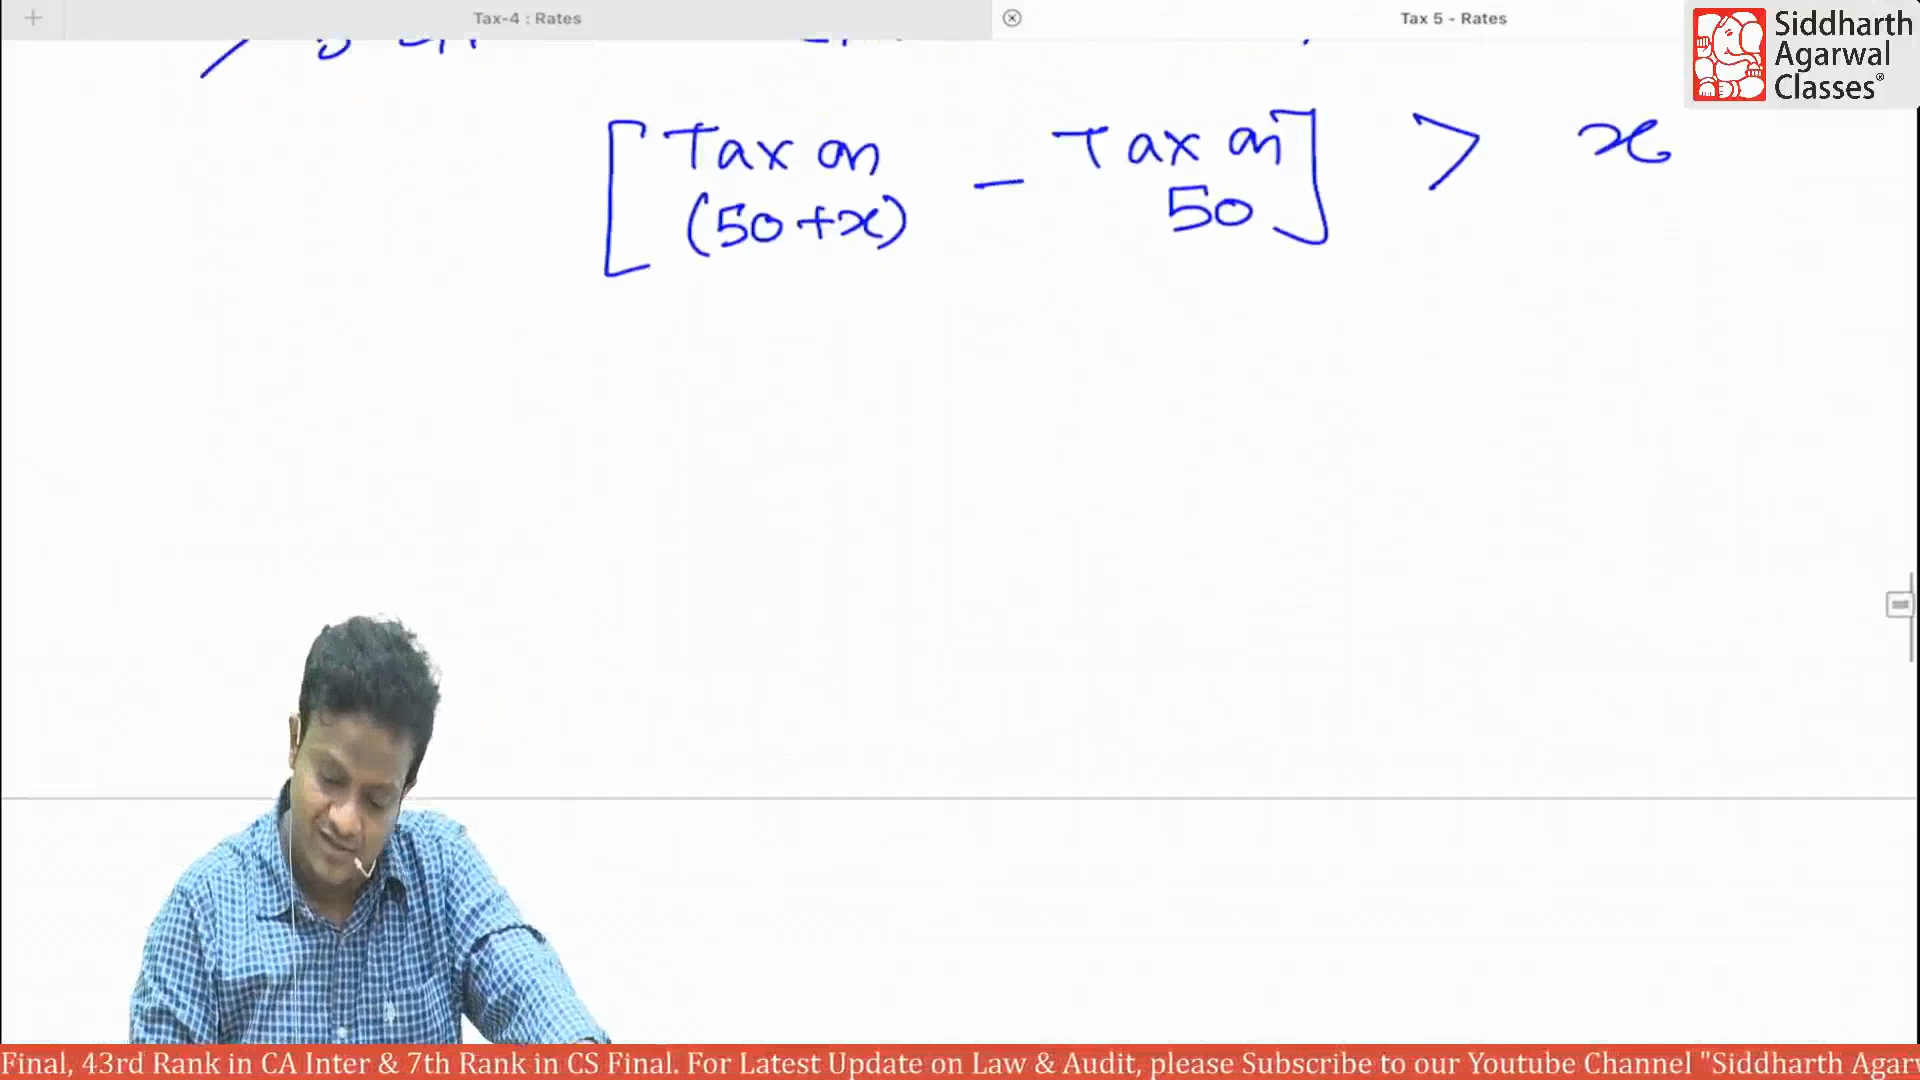 Tax-4 : Rates
Tax 5 - Rates
Siddharth
Agarwal
Classes®
[Tax on - Tax on] > x
(50+x) 50
Final, 43rd Rank in CA Inter & 7th Rank in CS Final. For Latest Update on Law & Audit, please Subscribe to our Youtube Channel "Siddharth Agarw